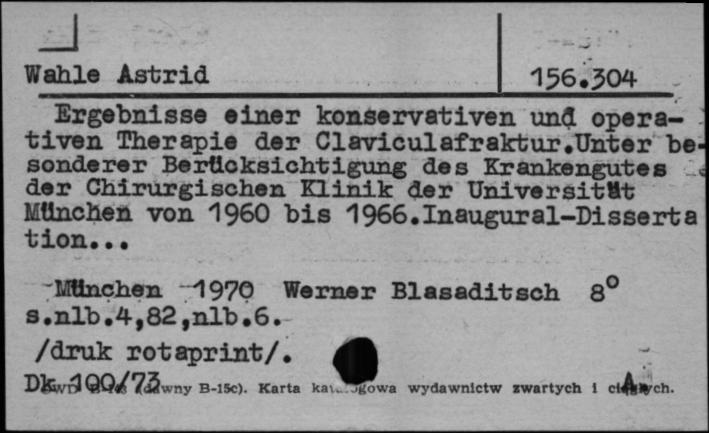 Wahle Astrid 156.304
Ergebnisse einer konservativen und opera-
tiven Therapie der Claviculafraktur.Unter be-
sonderer Berücksichtigung des Krankengutes
der Chirurgischen Klinik der Universität
München von 1960 bis 1966.Inaugural-Disserta
tion...
München 1970 Werner Blasaditsch 8°
s.nlb.4,82,nlb.6.
/druk rotaprint/.
Dk 100/73
B-15c). Karta wydawnictw zwartych i